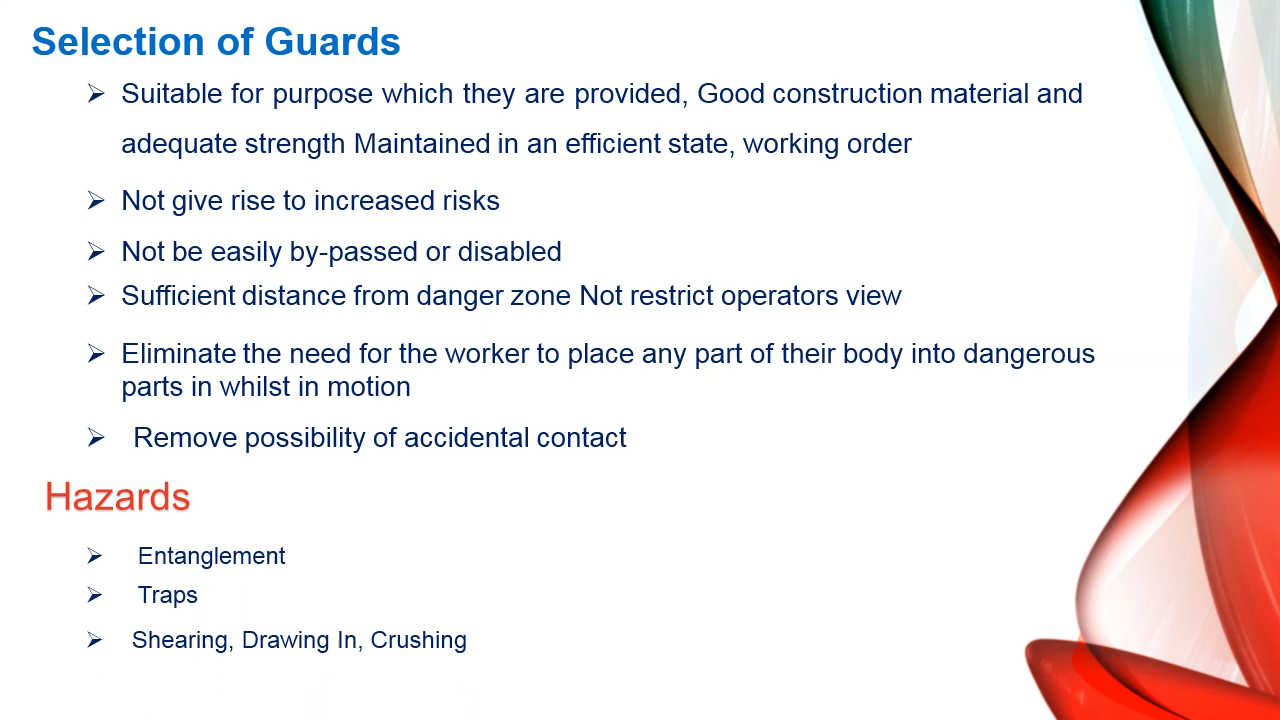 Selection of Guards
➢ Suitable for purpose which they are provided, Good construction material and
adequate strength Maintained in an efficient state, working order
➢ Not give rise to increased risks
➢ Not be easily by-passed or disabled
➢ Sufficient distance from danger zone Not restrict operators view
➢ Eliminate the need for the worker to place any part of their body into dangerous
parts in whilst in motion
➢ Remove possibility of accidental contact
Hazards
➢ Entanglement
➢ Traps
➢ Shearing, Drawing In, Crushing